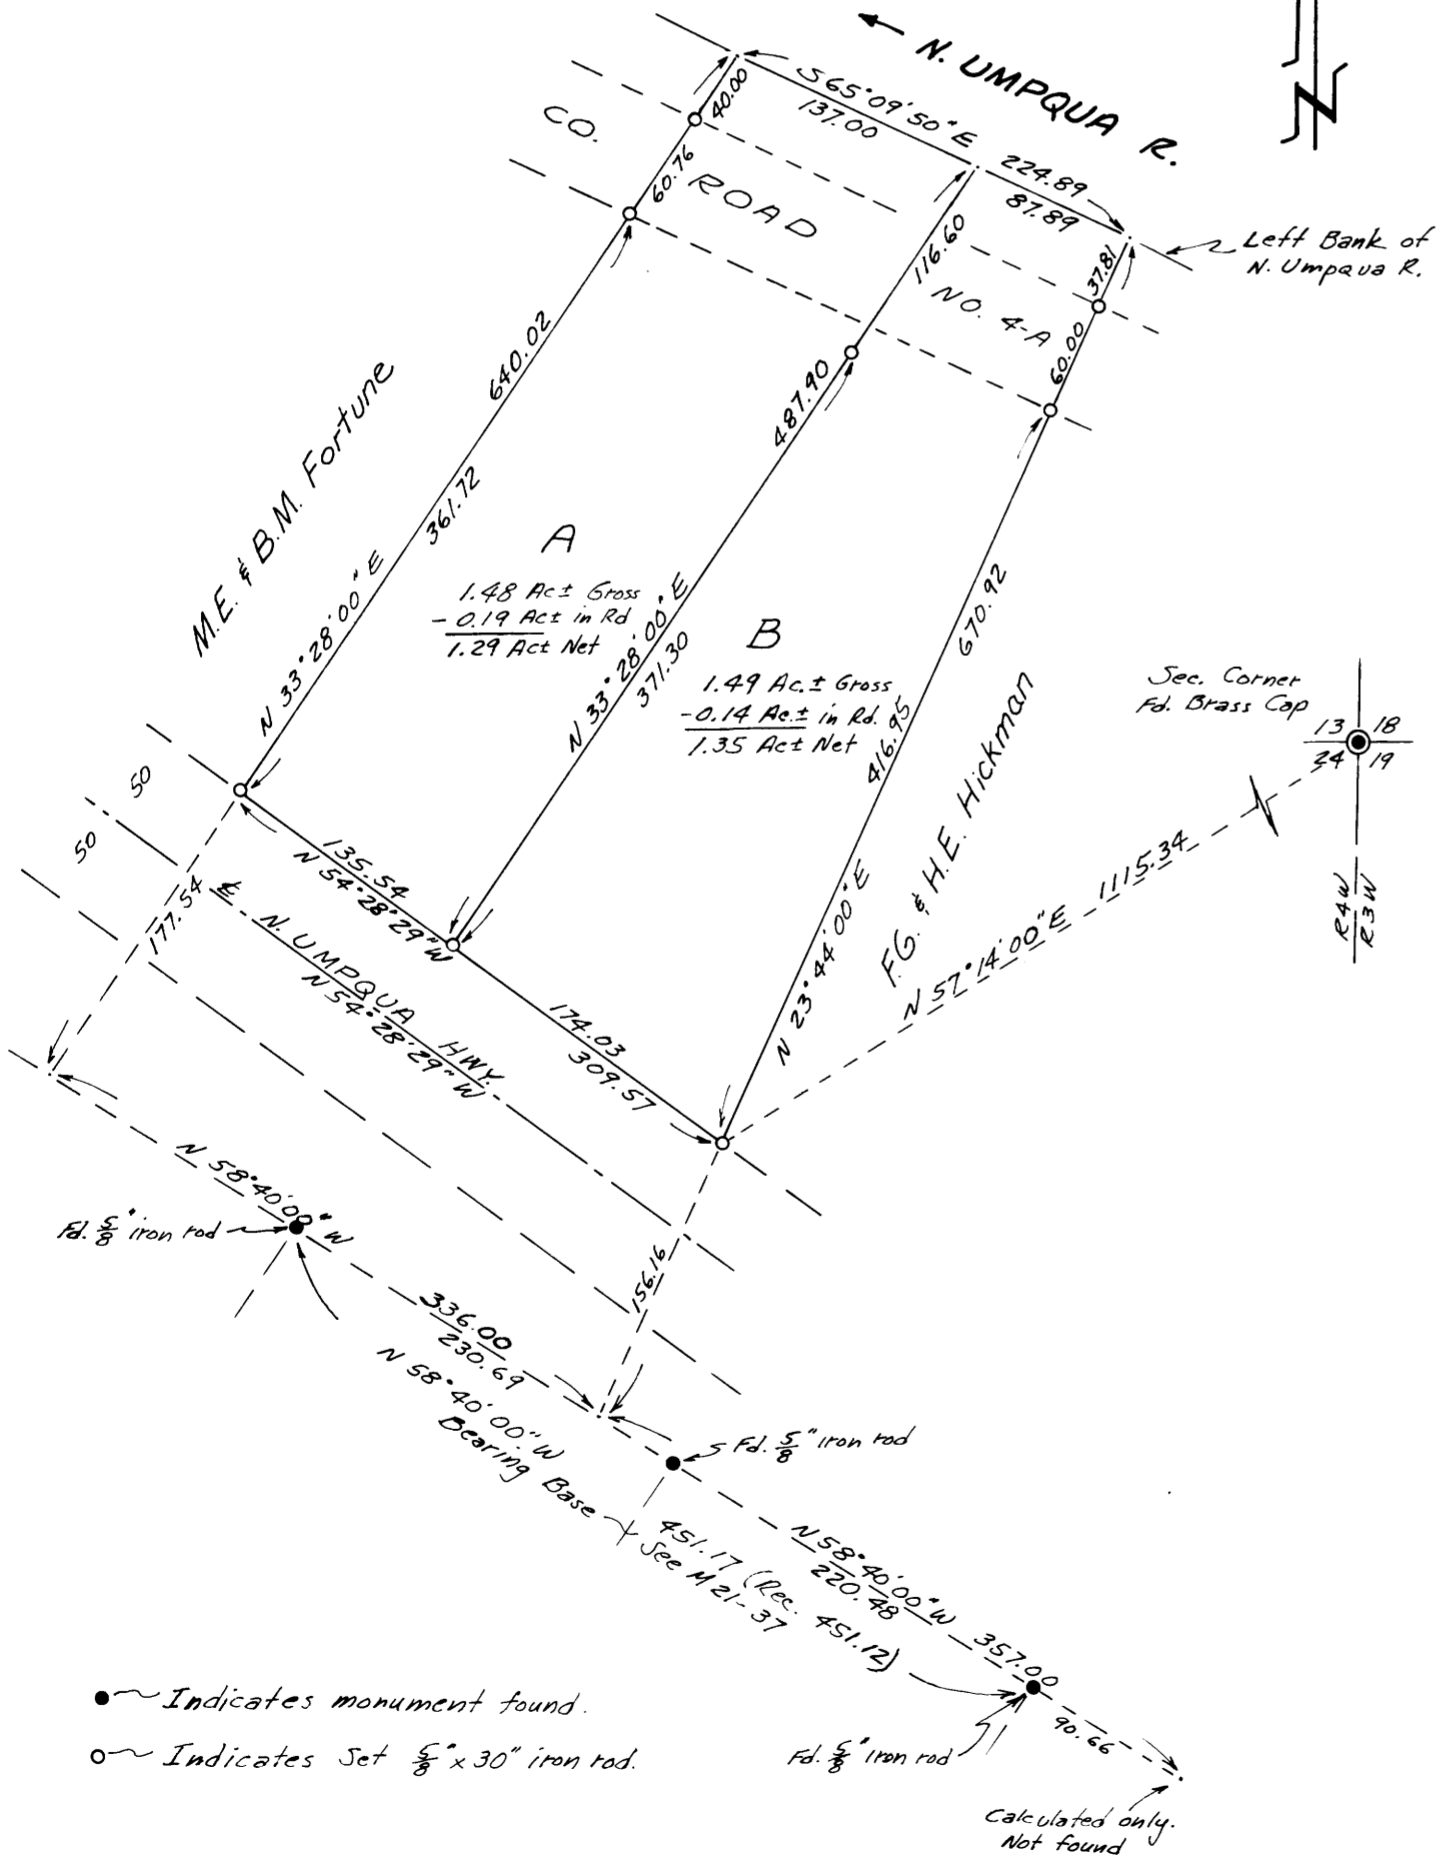 N
N. UMPQUA R.
S 65°09'50" E
137.00
224.89
87.89
Left Bank of
N. Umpqua R.
CO.
ROAD
NO. 4-A
40.00
60.76
640.02
361.72
N 33°28'00" E
M.E. & B.M. Fortune
116.60
487.90
N 33°28'00" E
371.30
37.81
60.00
670.92
416.95
N 23°44'00" E
F.G. & H.E. Hickman
A
1.48 Ac± Gross
- 0.19 Ac± in Rd
1.29 Ac± Net
B
1.49 Ac.± Gross
-0.14 Ac.± in Rd.
1.35 Ac± Net
Sec. Corner
Fd. Brass Cap
13 18
24 19
R4W
R3W
N 57°14'00" E 1115.34
50
50
135.54
N 54°28'29" W
174.03
309.57
177.54
℄ N. UMPQUA HWY.
N 54°28'29" W
156.16
N 58°40'00" W
Fd. 5/8" iron rod
336.00
230.69
N 58°40'00" W
Bearing Base
See M21-37
451.17 (Rec. 451.12)
Fd. 5/8" iron rod
N 58°40'00" W
220.48
357.00
90.66
Fd. 5/8" iron rod
Calculated only.
Not found
Indicates monument found.
Indicates Set 5/8" x 30" iron rod.